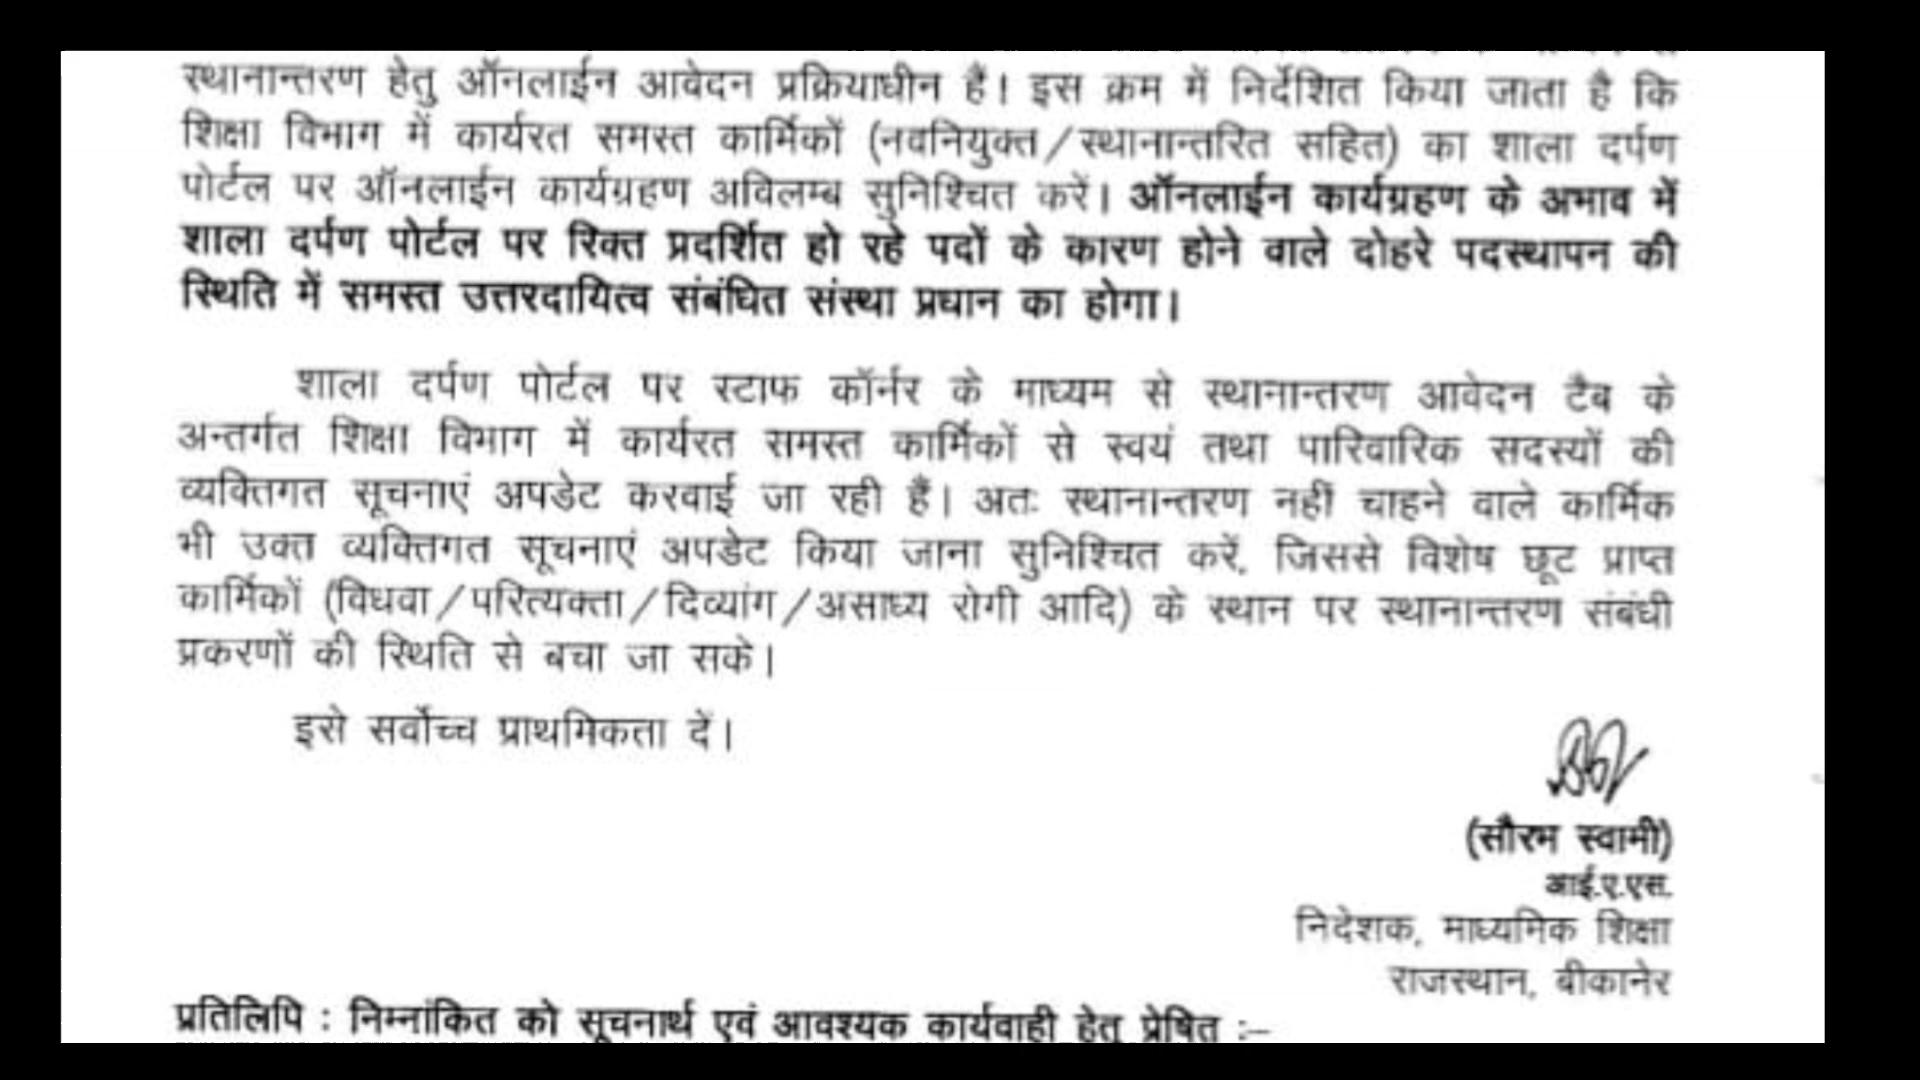 स्थानान्तरण हेतु ऑनलाईन आवेदन प्रक्रियाधीन हैं। इस क्रम में निर्देशित किया जाता है कि
शिक्षा विभाग में कार्यरत समस्त कार्मिकों (नवनियुक्त/स्थानान्तरित सहित) का शाला दर्पण
पोर्टल पर ऑनलाईन कार्यग्रहण अविलम्ब सुनिश्चित करें। ऑनलाईन कार्यग्रहण के अभाव में
शाला दर्पण पोर्टल पर रिक्त प्रदर्शित हो रहे पदों के कारण होने वाले दोहरे पदस्थापन की
स्थिति में समस्त उत्तरदायित्व संबंधित संस्था प्रधान का होगा।
शाला दर्पण पोर्टल पर स्टाफ कॉर्नर के माध्यम से स्थानान्तरण आवेदन टैब के
अन्तर्गत शिक्षा विभाग में कार्यरत समस्त कार्मिकों से स्वयं तथा पारिवारिक सदस्यों की
व्यक्तिगत सूचनाएं अपडेट करवाई जा रही हैं। अतः स्थानान्तरण नहीं चाहने वाले कार्मिक
भी उक्त व्यक्तिगत सूचनाएं अपडेट किया जाना सुनिश्चित करें, जिससे विशेष छूट प्राप्त
कार्मिकों (विधवा/परित्यक्ता/दिव्यांग/असाध्य रोगी आदि) के स्थान पर स्थानान्तरण संबंधी
प्रकरणों की स्थिति से बचा जा सके।
इसे सर्वोच्च प्राथमिकता दें।
(सौरभ स्वामी)
आई.ए.एस.
निदेशक, माध्यमिक शिक्षा
राजस्थान, बीकानेर
प्रतिलिपि : निम्नांकित को सूचनार्थ एवं आवश्यक कार्यवाही हेतु प्रेषित :–